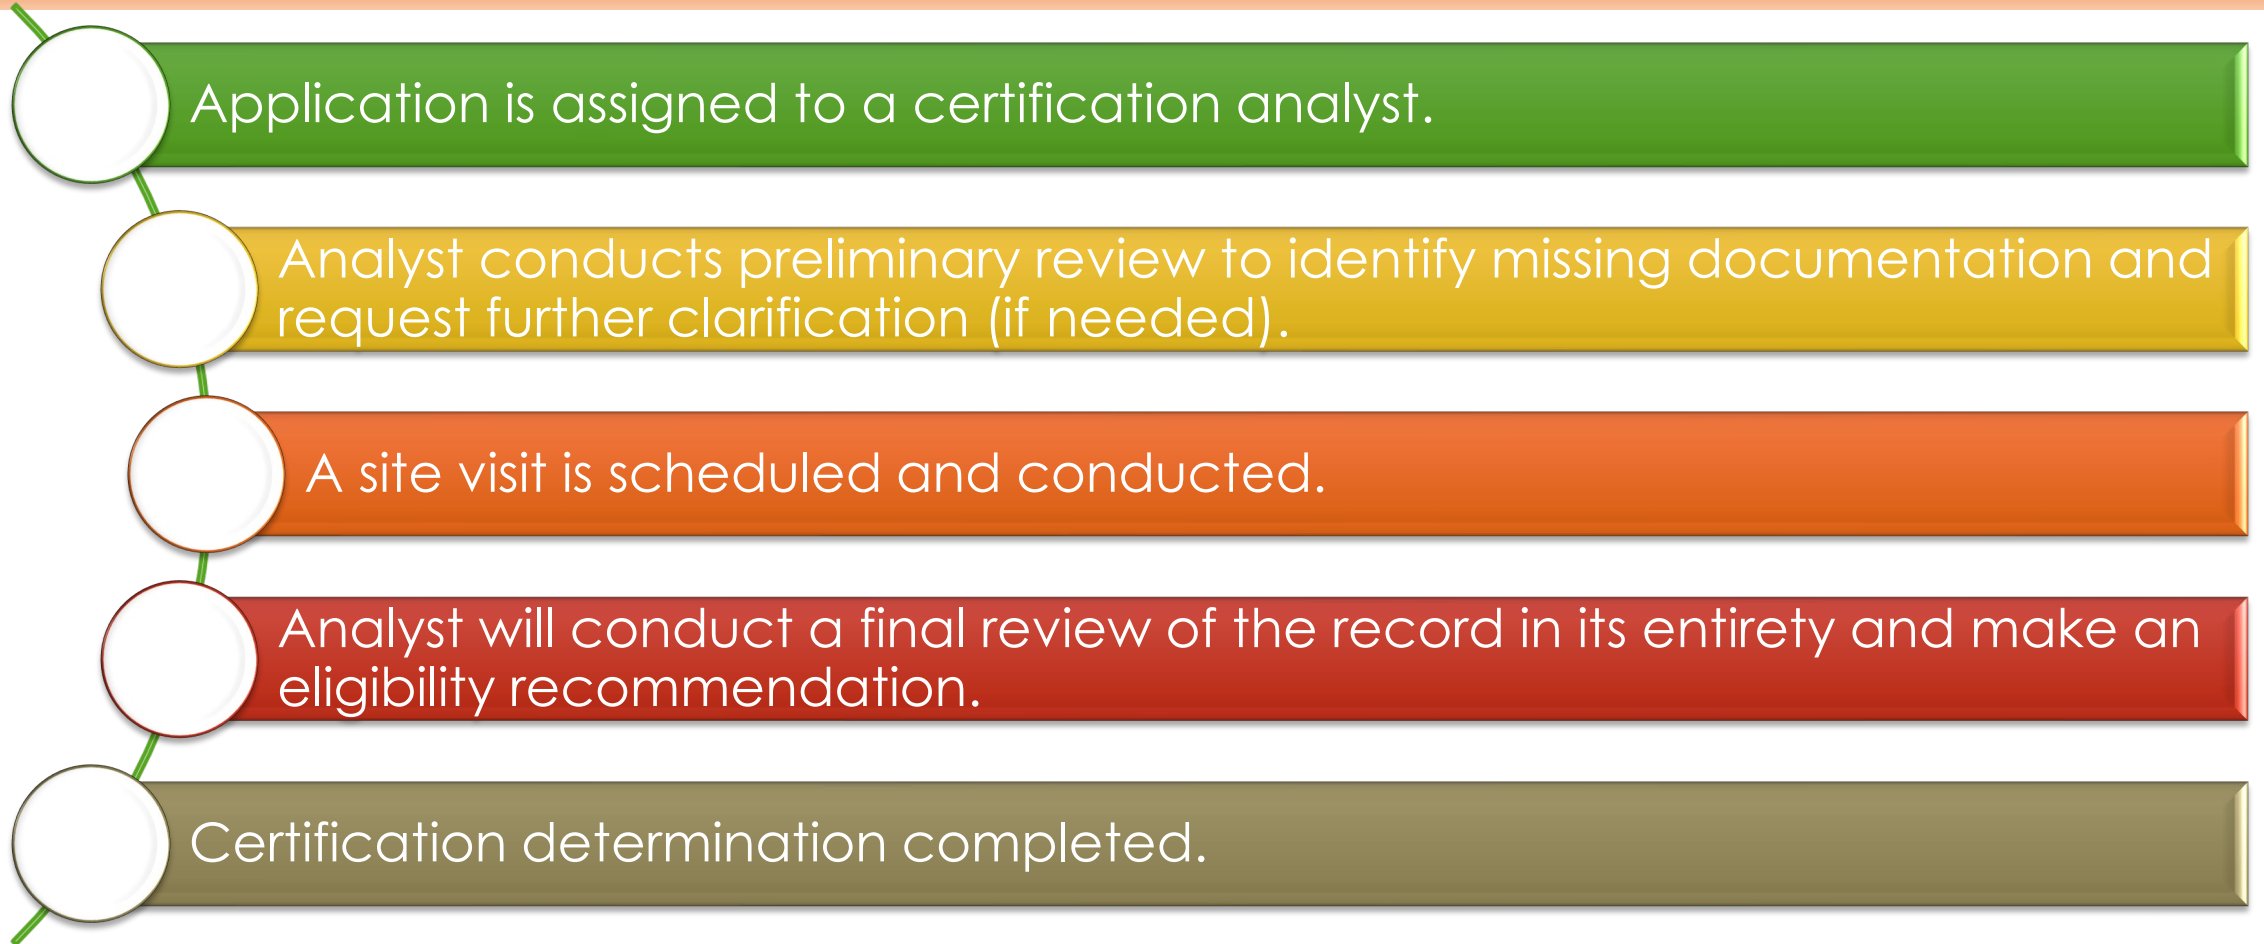 Application is assigned to a certification analyst.
Analyst conducts preliminary review to identify missing documentation and
request further clarification (if needed).
A site visit is scheduled and conducted.
Analyst will conduct a final review of the record in its entirety and make an
eligibility recommendation.
Certification determination completed.